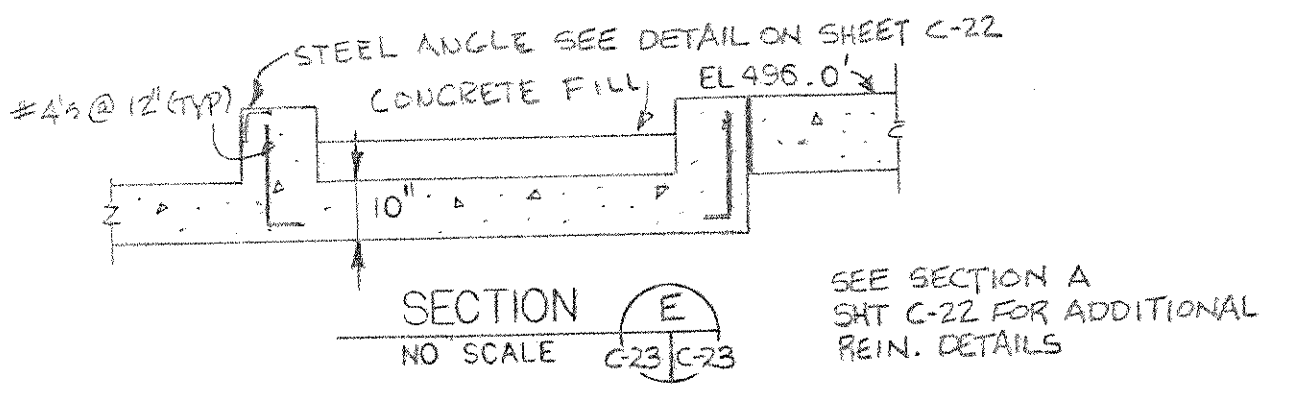 STEEL ANGLE SEE DETAIL ON SHEET C-22
#4's @ 12" (TYP)
CONCRETE FILL
EL 496.0'
10"
SECTION
NO SCALE
E
C-23 C-23
SEE SECTION A
SHT C-22 FOR ADDITIONAL
REIN. DETAILS